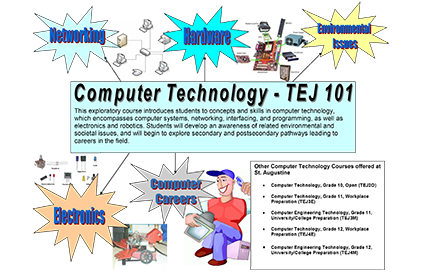 Networking
Hardware
Environmental
Issues
Computer Technology - TEJ 101
This exploratory course introduces students to concepts and skills in computer technology,
which encompasses computer systems, networking, interfacing, and programming, as well as
electronics and robotics. Students will develop an awareness of related environmental and
societal issues, and will begin to explore secondary and postsecondary pathways leading to
careers in the field.
Electronics
Computer
Careers
Other Computer Technology Courses offered at
St. Augustine
• Computer Technology, Grade 10, Open (TEJ2O)
• Computer Technology, Grade 11, Workplace
Preparation (TEJ3E)
• Computer Engineering Technology, Grade 11,
University/College Preparation (TEJ3M)
• Computer Technology, Grade 12, Workplace
Preparation (TEJ4E)
• Computer Engineering Technology, Grade 12,
University/College Preparation (TEJ4M)